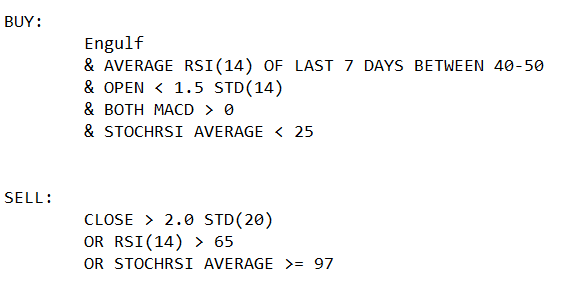 BUY:
Engulf
& AVERAGE RSI(14) OF LAST 7 DAYS BETWEEN 40-50
& OPEN < 1.5 STD(14)
& BOTH MACD > 0
& STOCHRSI AVERAGE < 25
SELL:
CLOSE > 2.0 STD(20)
OR RSI(14) > 65
OR STOCHRSI AVERAGE >= 97